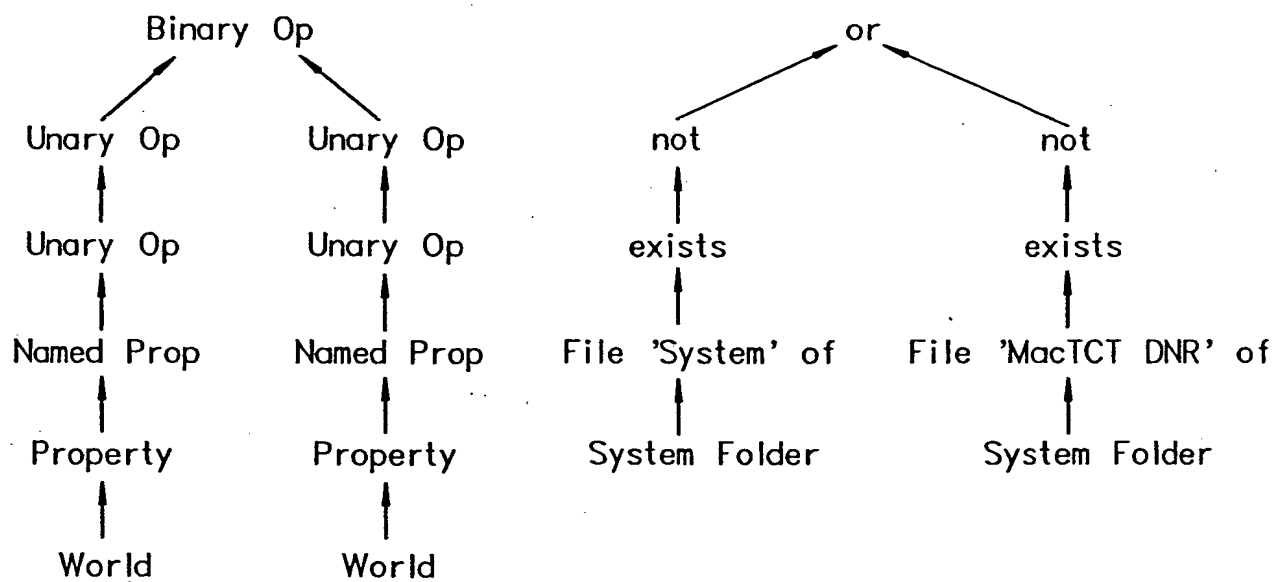 Binary Op or
Unary Op Unary Op not not
Unary Op Unary Op exists exists
Named Prop Named Prop File 'System' of File 'MacTCT DNR' of
Property Property System Folder System Folder
World World